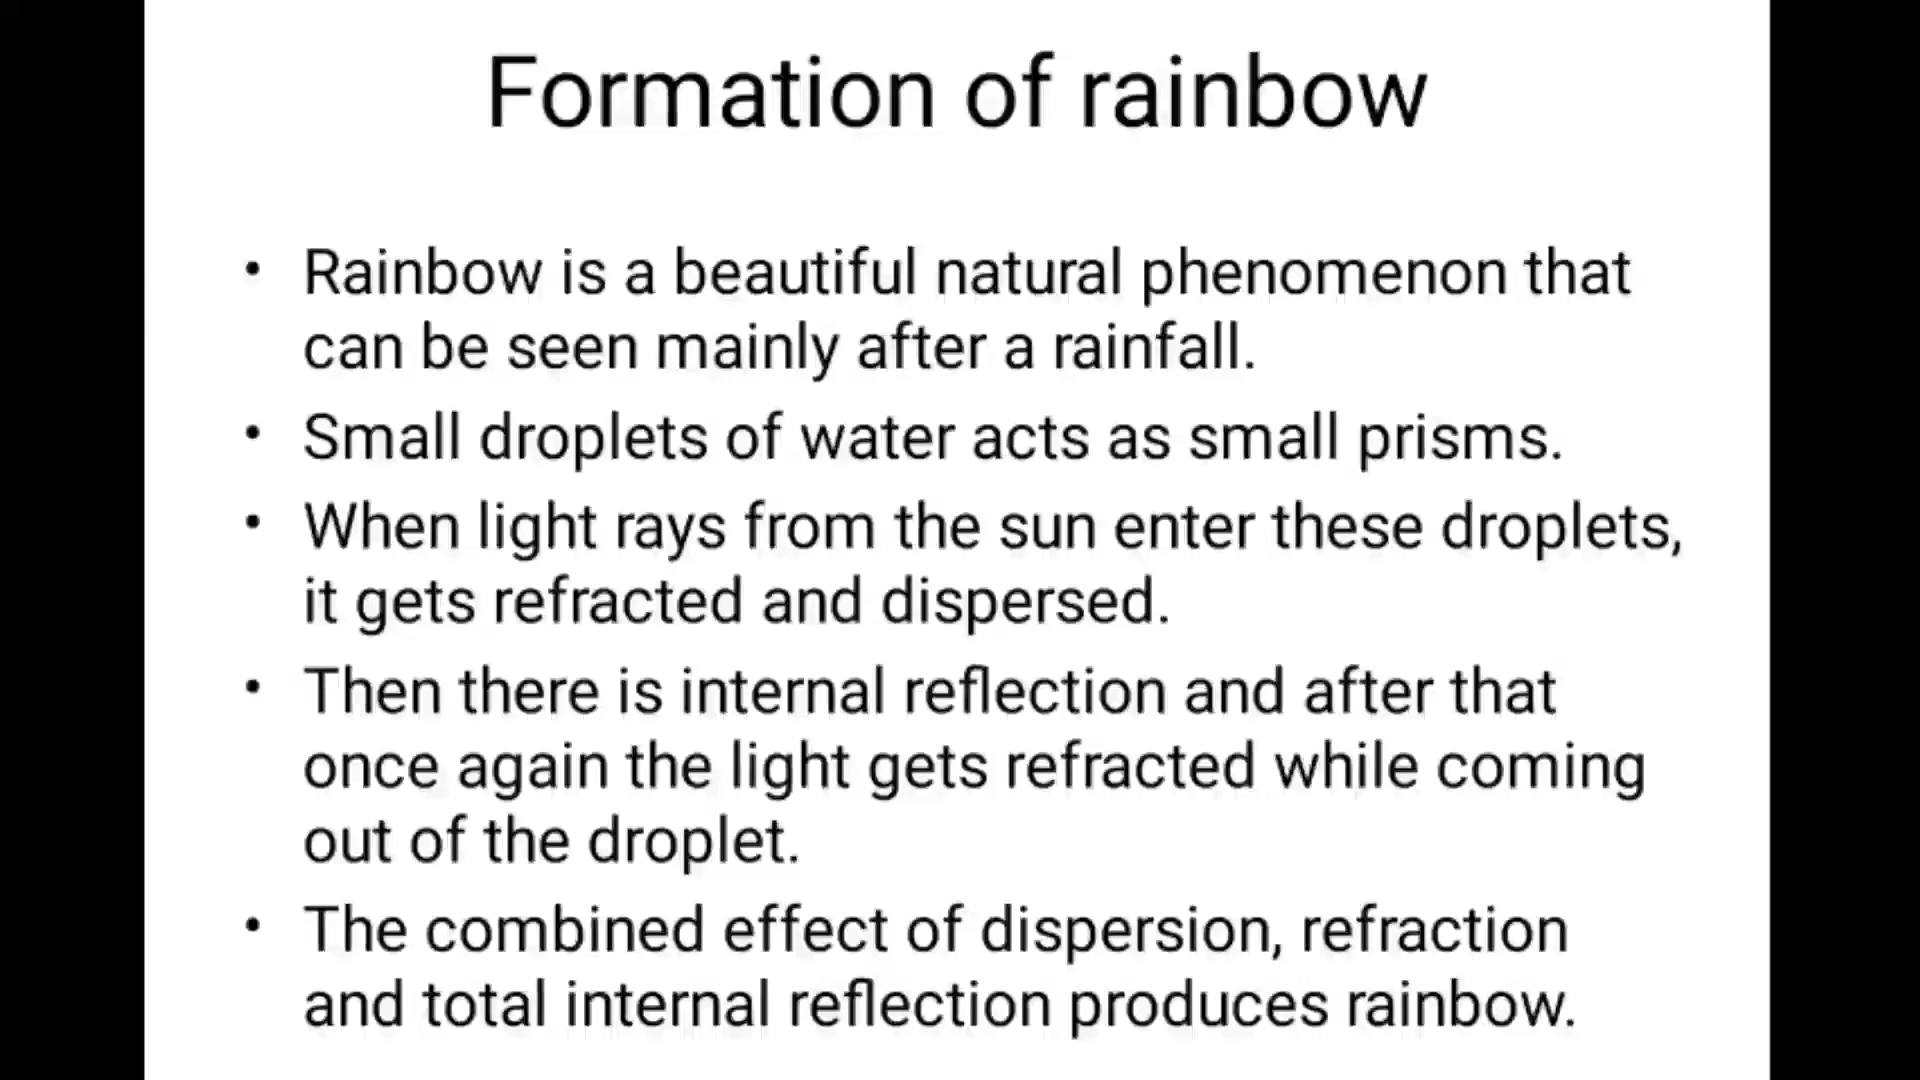 Formation of rainbow
• Rainbow is a beautiful natural phenomenon that
can be seen mainly after a rainfall.
• Small droplets of water acts as small prisms.
• When light rays from the sun enter these droplets,
it gets refracted and dispersed.
• Then there is internal reflection and after that
once again the light gets refracted while coming
out of the droplet.
• The combined effect of dispersion, refraction
and total internal reflection produces rainbow.